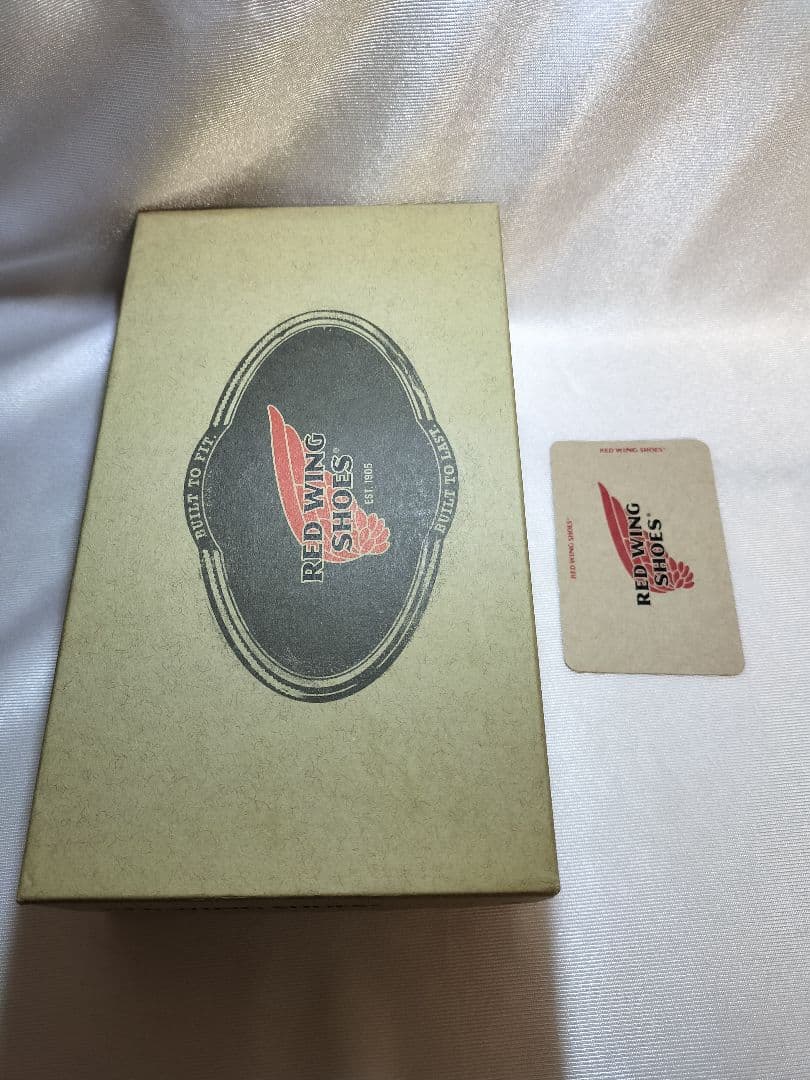 BUILT TO FIT.
RED WING
SHOES®
EST. 1905
BUILT TO LAST.
RED WING SHOES
RED WING SHOES
RED WING
SHOES®